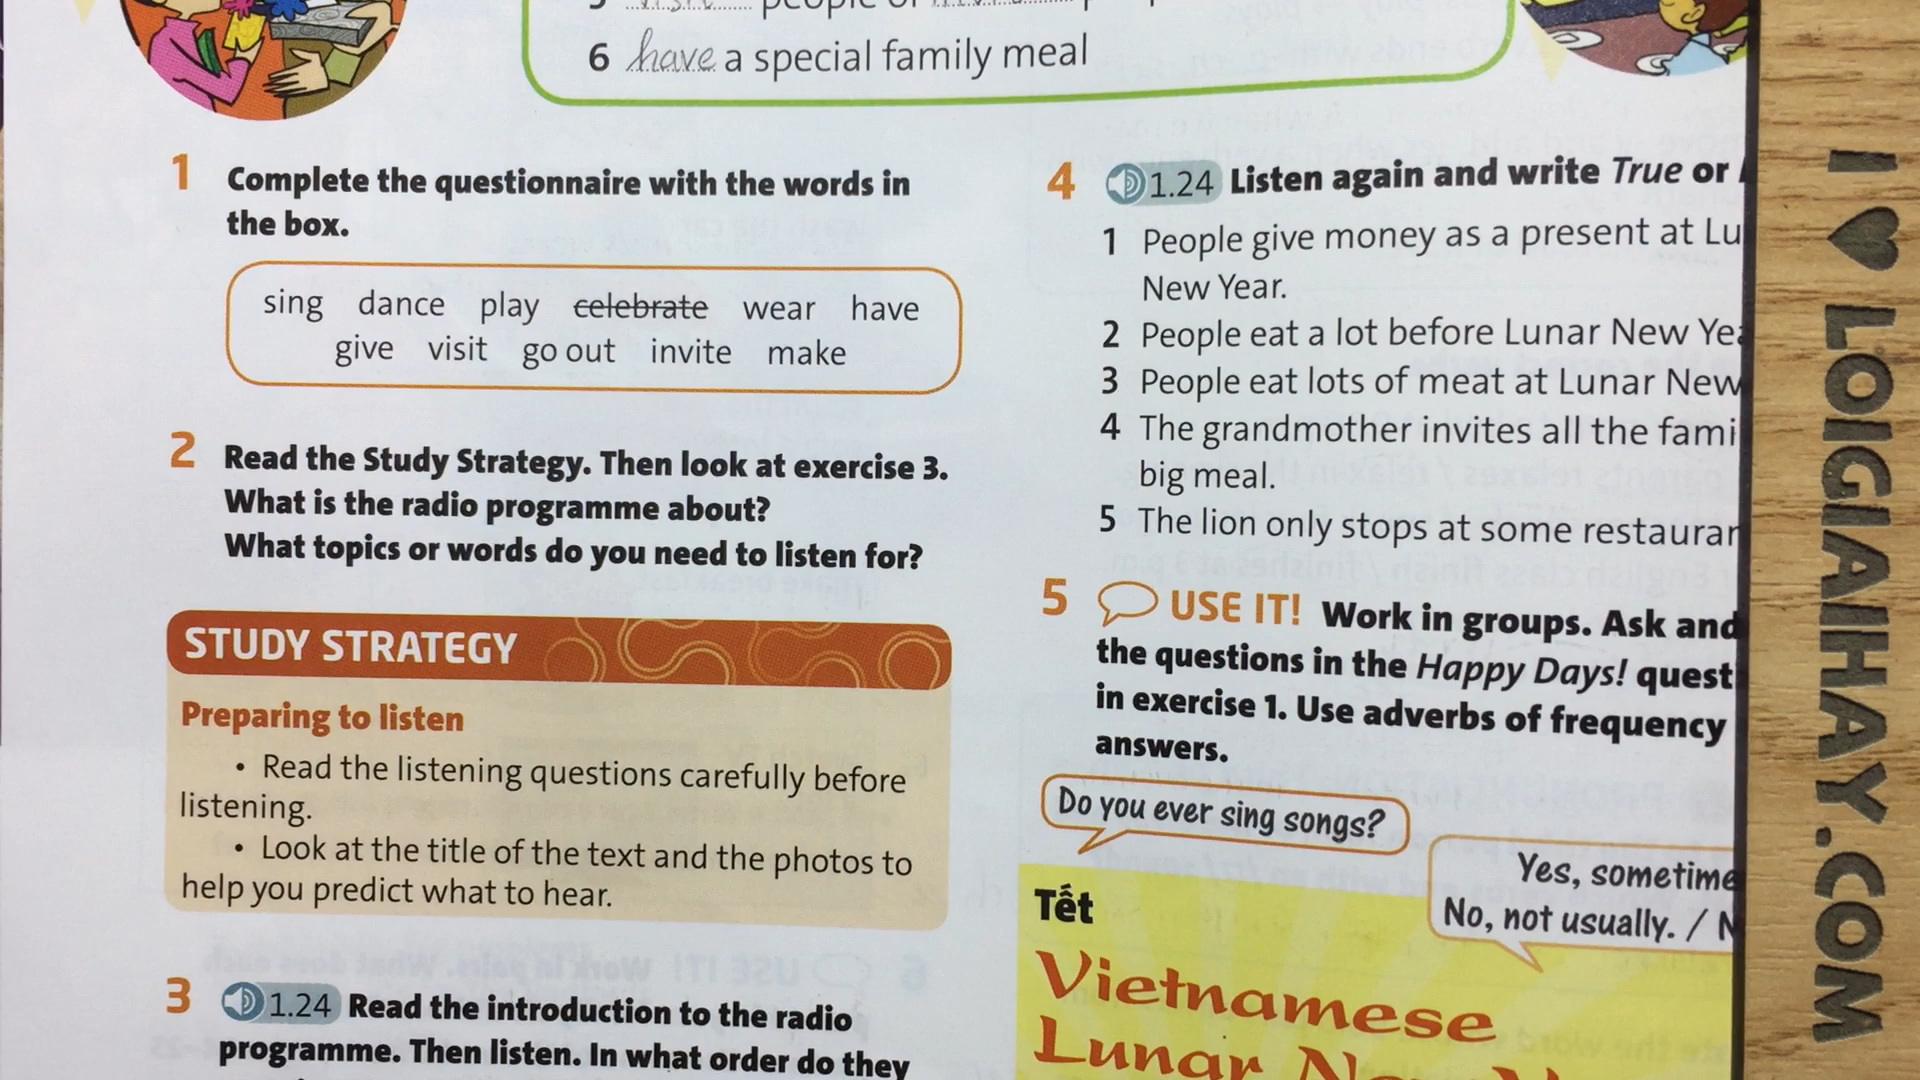 people or
6 have a special family meal
1 Complete the questionnaire with the words in
the box.
sing dance play celebrate wear have
give visit go out invite make
2 Read the Study Strategy. Then look at exercise 3.
What is the radio programme about?
What topics or words do you need to listen for?
STUDY STRATEGY
Preparing to listen
• Read the listening questions carefully before
listening.
• Look at the title of the text and the photos to
help you predict what to hear.
3 1.24 Read the introduction to the radio
programme. Then listen. In what order do they
4 1.24 Listen again and write True or
1 People give money as a present at Lu
New Year.
2 People eat a lot before Lunar New Yea
3 People eat lots of meat at Lunar New
4 The grandmother invites all the fami
big meal.
5 The lion only stops at some restauran
5 USE IT! Work in groups. Ask and
the questions in the Happy Days! quest
in exercise 1. Use adverbs of frequency
answers.
Do you ever sing songs?
Yes, sometime
No, not usually. / N
Tết
Vietnamese
Lunar
I ♥ LOIGIAIHAY.COM